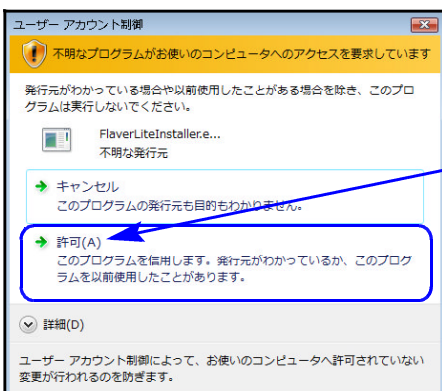 ユーザー アカウント制御
不明なプログラムがお使いのコンピュータへのアクセスを要求しています
発行元がわかっている場合や以前使用したことがある場合を除き、このプロ
グラムは実行しないでください。
FlaverLiteInstaller.e...
不明な発行元
キャンセル
このプログラムの発行元も目的もわかりません。
許可(A)
このプログラムを信用します。発行元がわかっているか、このプログ
ラムを以前使用したことがあります。
詳細(D)
ユーザー アカウント制御によって、お使いのコンピュータへ許可されていない
変更が行われるのを防ぎます。